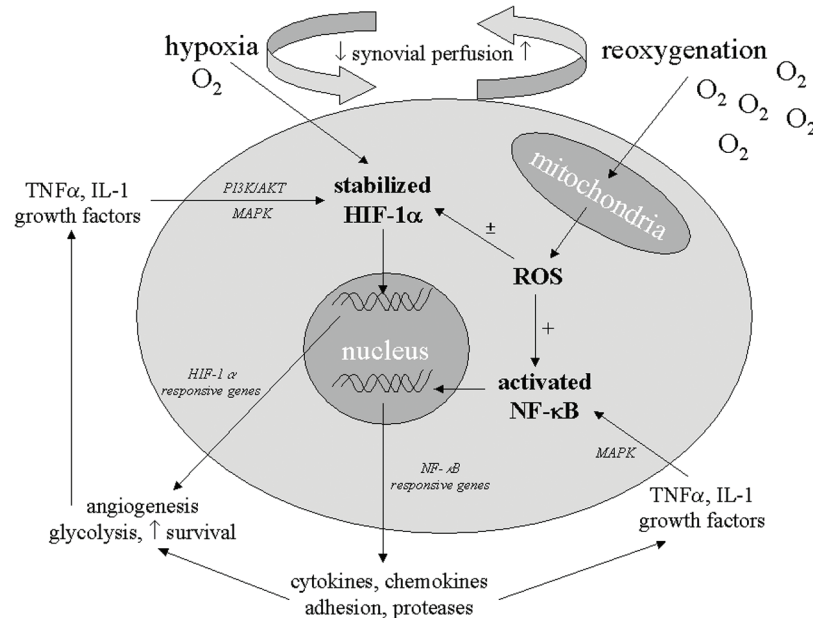 hypoxia
O₂
↓ synovial perfusion ↑
reoxygenation
O₂
O₂ O₂ O₂
O₂
mitochondria
TNFα, IL-1
growth factors
PI3K/AKT
MAPK
stabilized
HIF-1α
±
ROS
+
nucleus
activated
NF-κB
HIF-1 α
responsive genes
NF-κB
responsive genes
MAPK
TNFα, IL-1
growth factors
angiogenesis
glycolysis, ↑ survival
cytokines, chemokines
adhesion, proteases